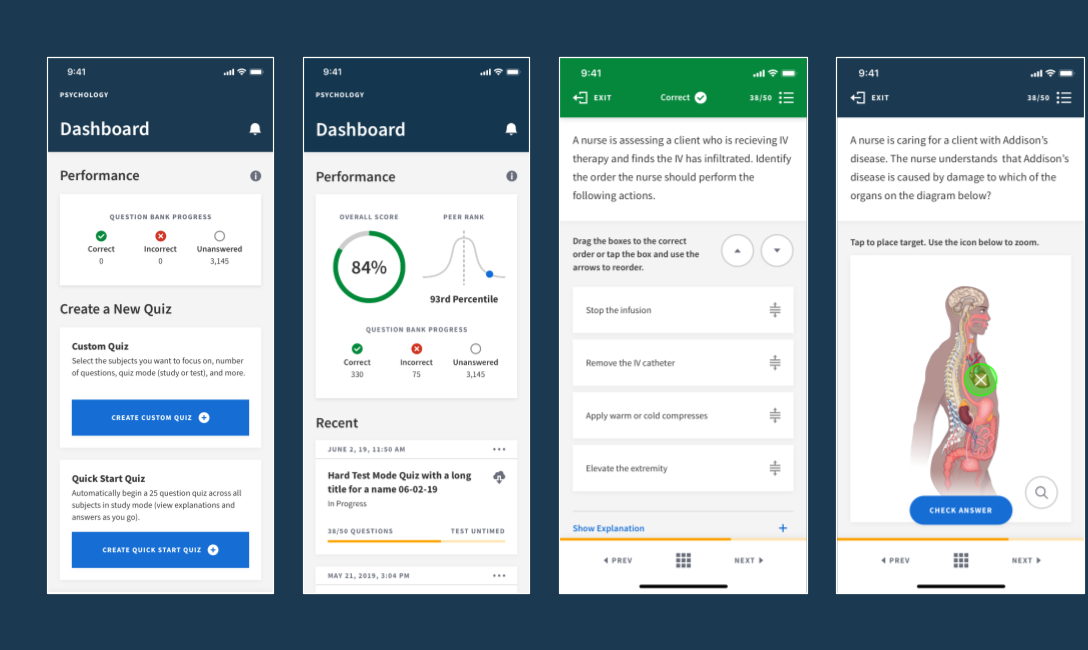 9:41
PSYCHOLOGY
Dashboard
Performance
QUESTION BANK PROGRESS
Correct Incorrect Unanswered
0 0 3,145
Create a New Quiz
Custom Quiz
Select the subjects you want to focus on, number
of questions, quiz mode (study or test), and more.
CREATE CUSTOM QUIZ
Quick Start Quiz
Automatically begin a 25 question quiz across all
subjects in study mode (view explanations and
answers as you go).
CREATE QUICK START QUIZ
9:41
PSYCHOLOGY
Dashboard
Performance
OVERALL SCORE PEER RANK
84%
93rd Percentile
QUESTION BANK PROGRESS
Correct Incorrect Unanswered
330 75 3,145
Recent
JUNE 2, 19, 11:50 AM
Hard Test Mode Quiz with a long
title for a name 06-02-19
In Progress
38/50 QUESTIONS TEST UNTIMED
MAY 21, 2019, 3:04 PM
9:41
EXIT Correct 38/50
A nurse is assessing a client who is recieving IV
therapy and finds the IV has infiltrated. Identify
the order the nurse should perform the
following actions.
Drag the boxes to the correct
order or tap the box and use the
arrows to reorder.
Stop the infusion
Remove the IV catheter
Apply warm or cold compresses
Elevate the extremity
Show Explanation
PREV NEXT
9:41
EXIT 38/50
A nurse is caring for a client with Addison's
disease. The nurse understands that Addison's
disease is caused by damage to which of the
organs on the diagram below?
Tap to place target. Use the icon below to zoom.
CHECK ANSWER
PREV NEXT